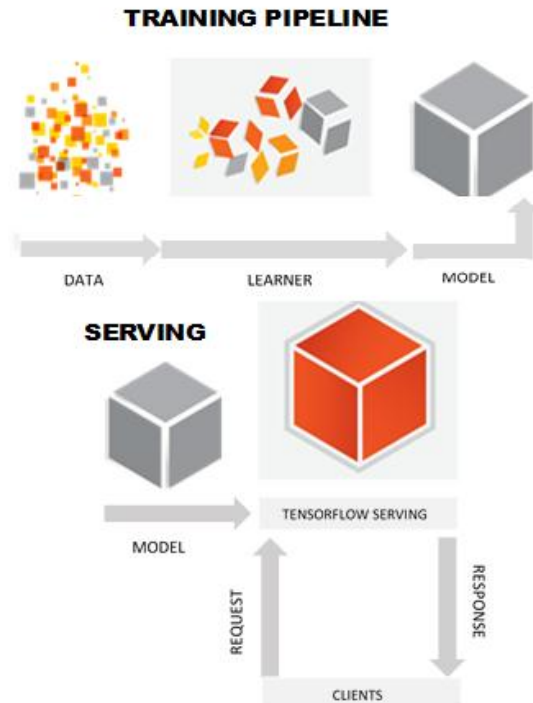 TRAINING PIPELINE
DATA
LEARNER
MODEL
SERVING
MODEL
TENSORFLOW SERVING
REQUEST
RESPONSE
CLIENTS